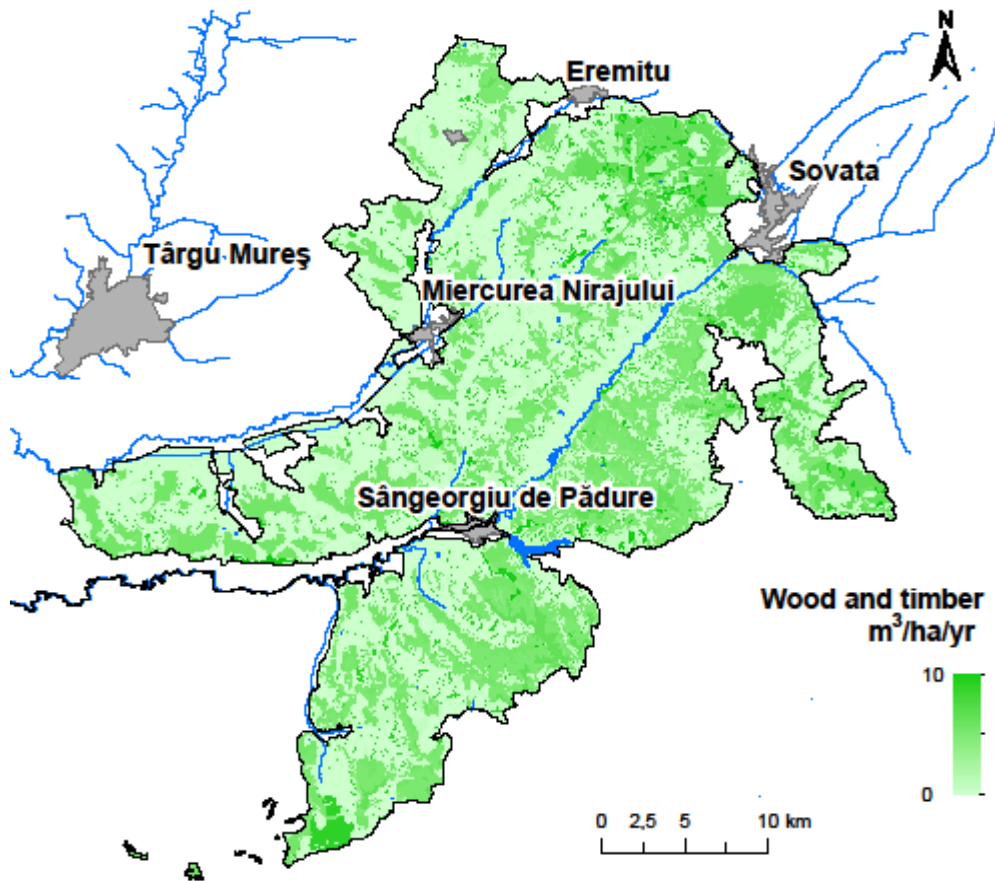 N
Eremitu
Sovata
Târgu Mureş
Miercurea Nirajului
Sângeorgiu de Pădure
Wood and timber
m³/ha/yr
10
0
0 2,5 5 10 km